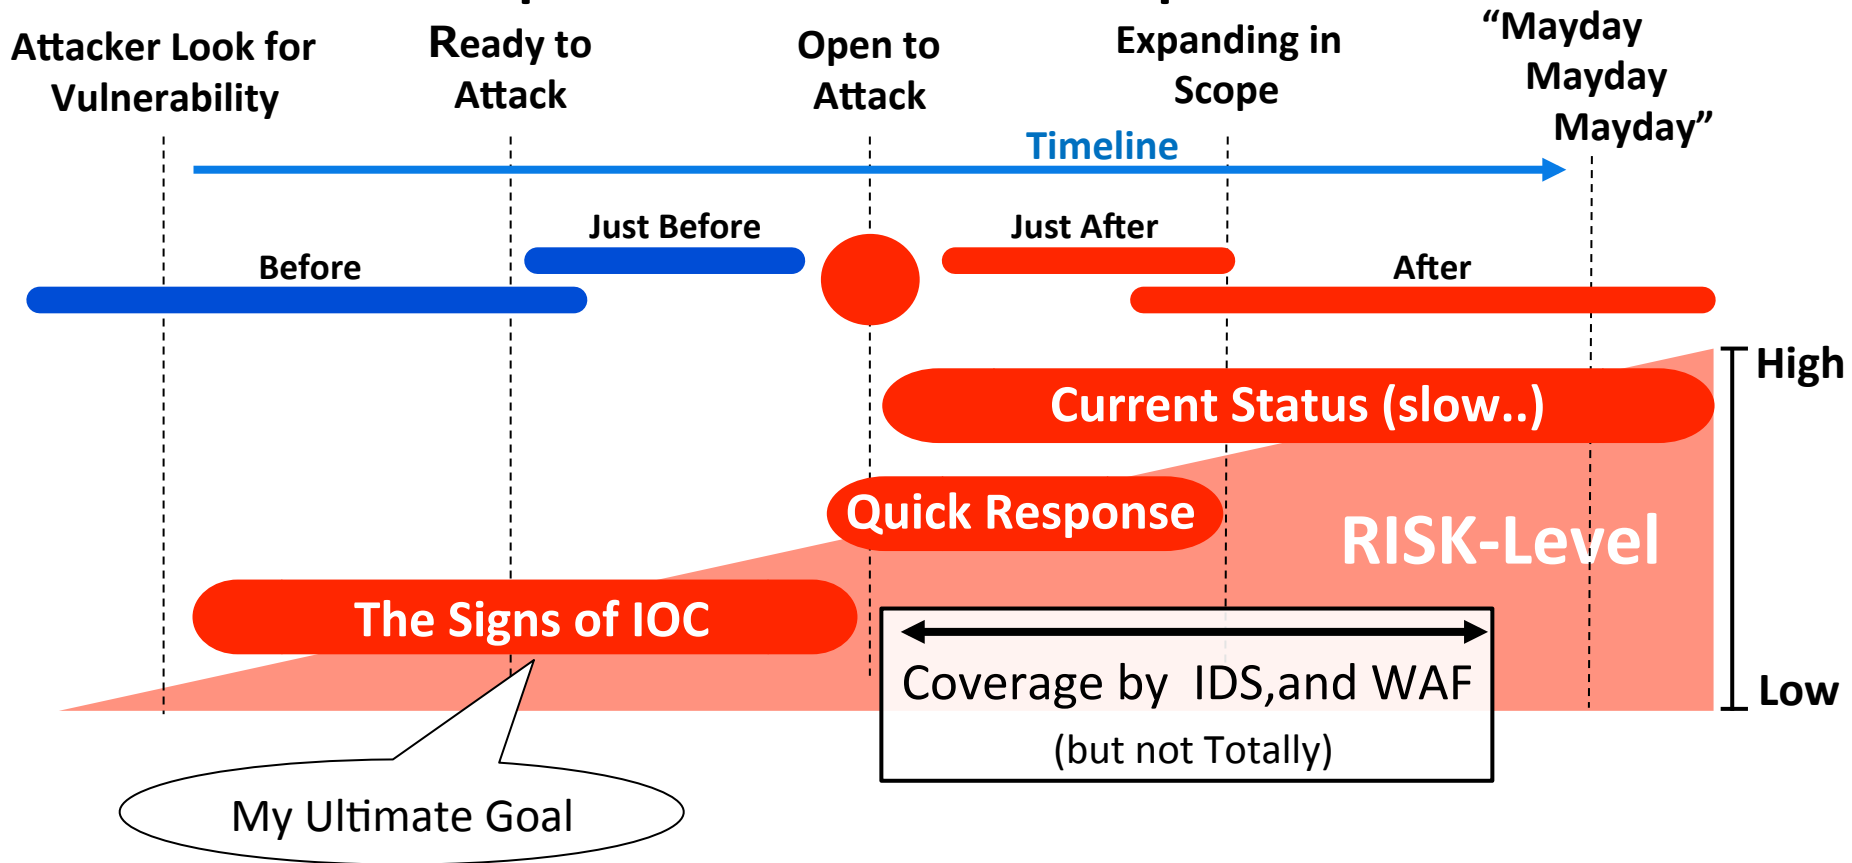 Attacker Look for
Vulnerability
Ready to
Attack
Open to
Attack
Expanding in
Scope
“Mayday
Mayday
Mayday”
Timeline
Before
Just Before
Just After
After
High
Current Status (slow..)
Quick Response
RISK-Level
The Signs of IOC
Coverage by IDS,and WAF
(but not Totally)
Low
My Ultimate Goal